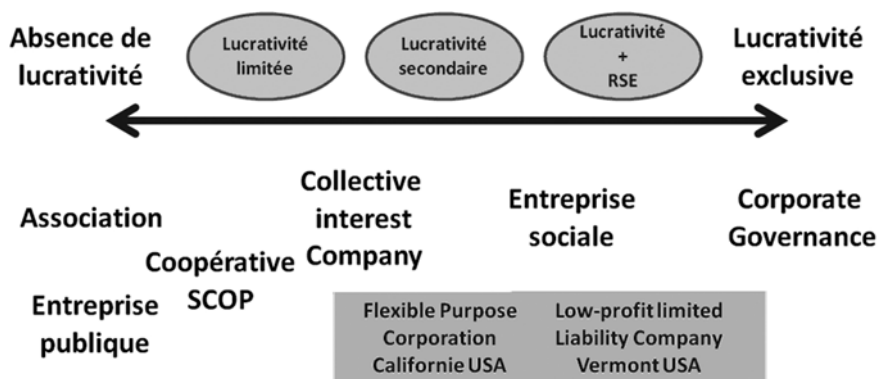 Absence de
lucrativité
Lucrativité
limitée
Lucrativité
secondaire
Lucrativité
+
RSE
Lucrativité
exclusive
Association
Entreprise
publique
Coopérative
SCOP
Collective
interest
Company
Entreprise
sociale
Corporate
Governance
Flexible Purpose
Corporation
Californie USA
Low-profit limited
Liability Company
Vermont USA